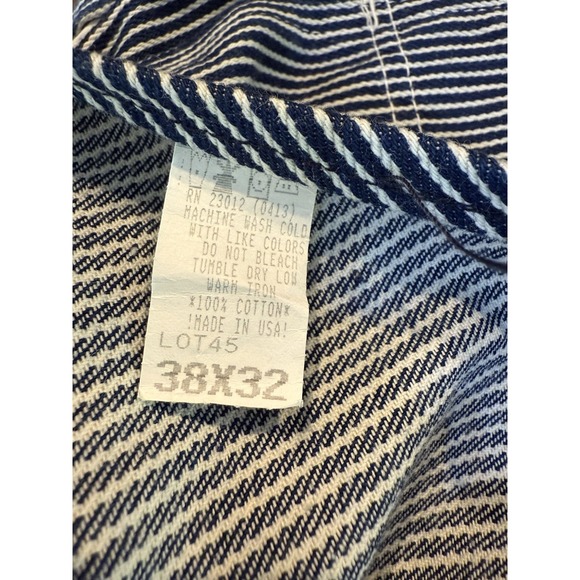 RN 23012 (0413)
MACHINE WASH COLD
WITH LIKE COLORS
DO NOT BLEACH
TUMBLE DRY LOW
WARM IRON
*100% COTTON*
!MADE IN USA!
LOT45
38X32